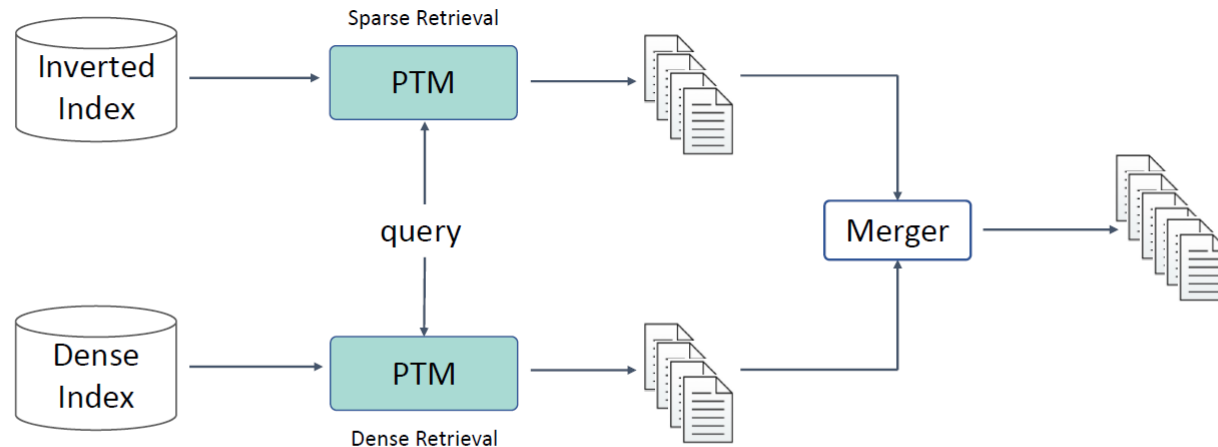 Sparse Retrieval
Inverted
Index
PTM
query
Merger
Dense
Index
PTM
Dense Retrieval